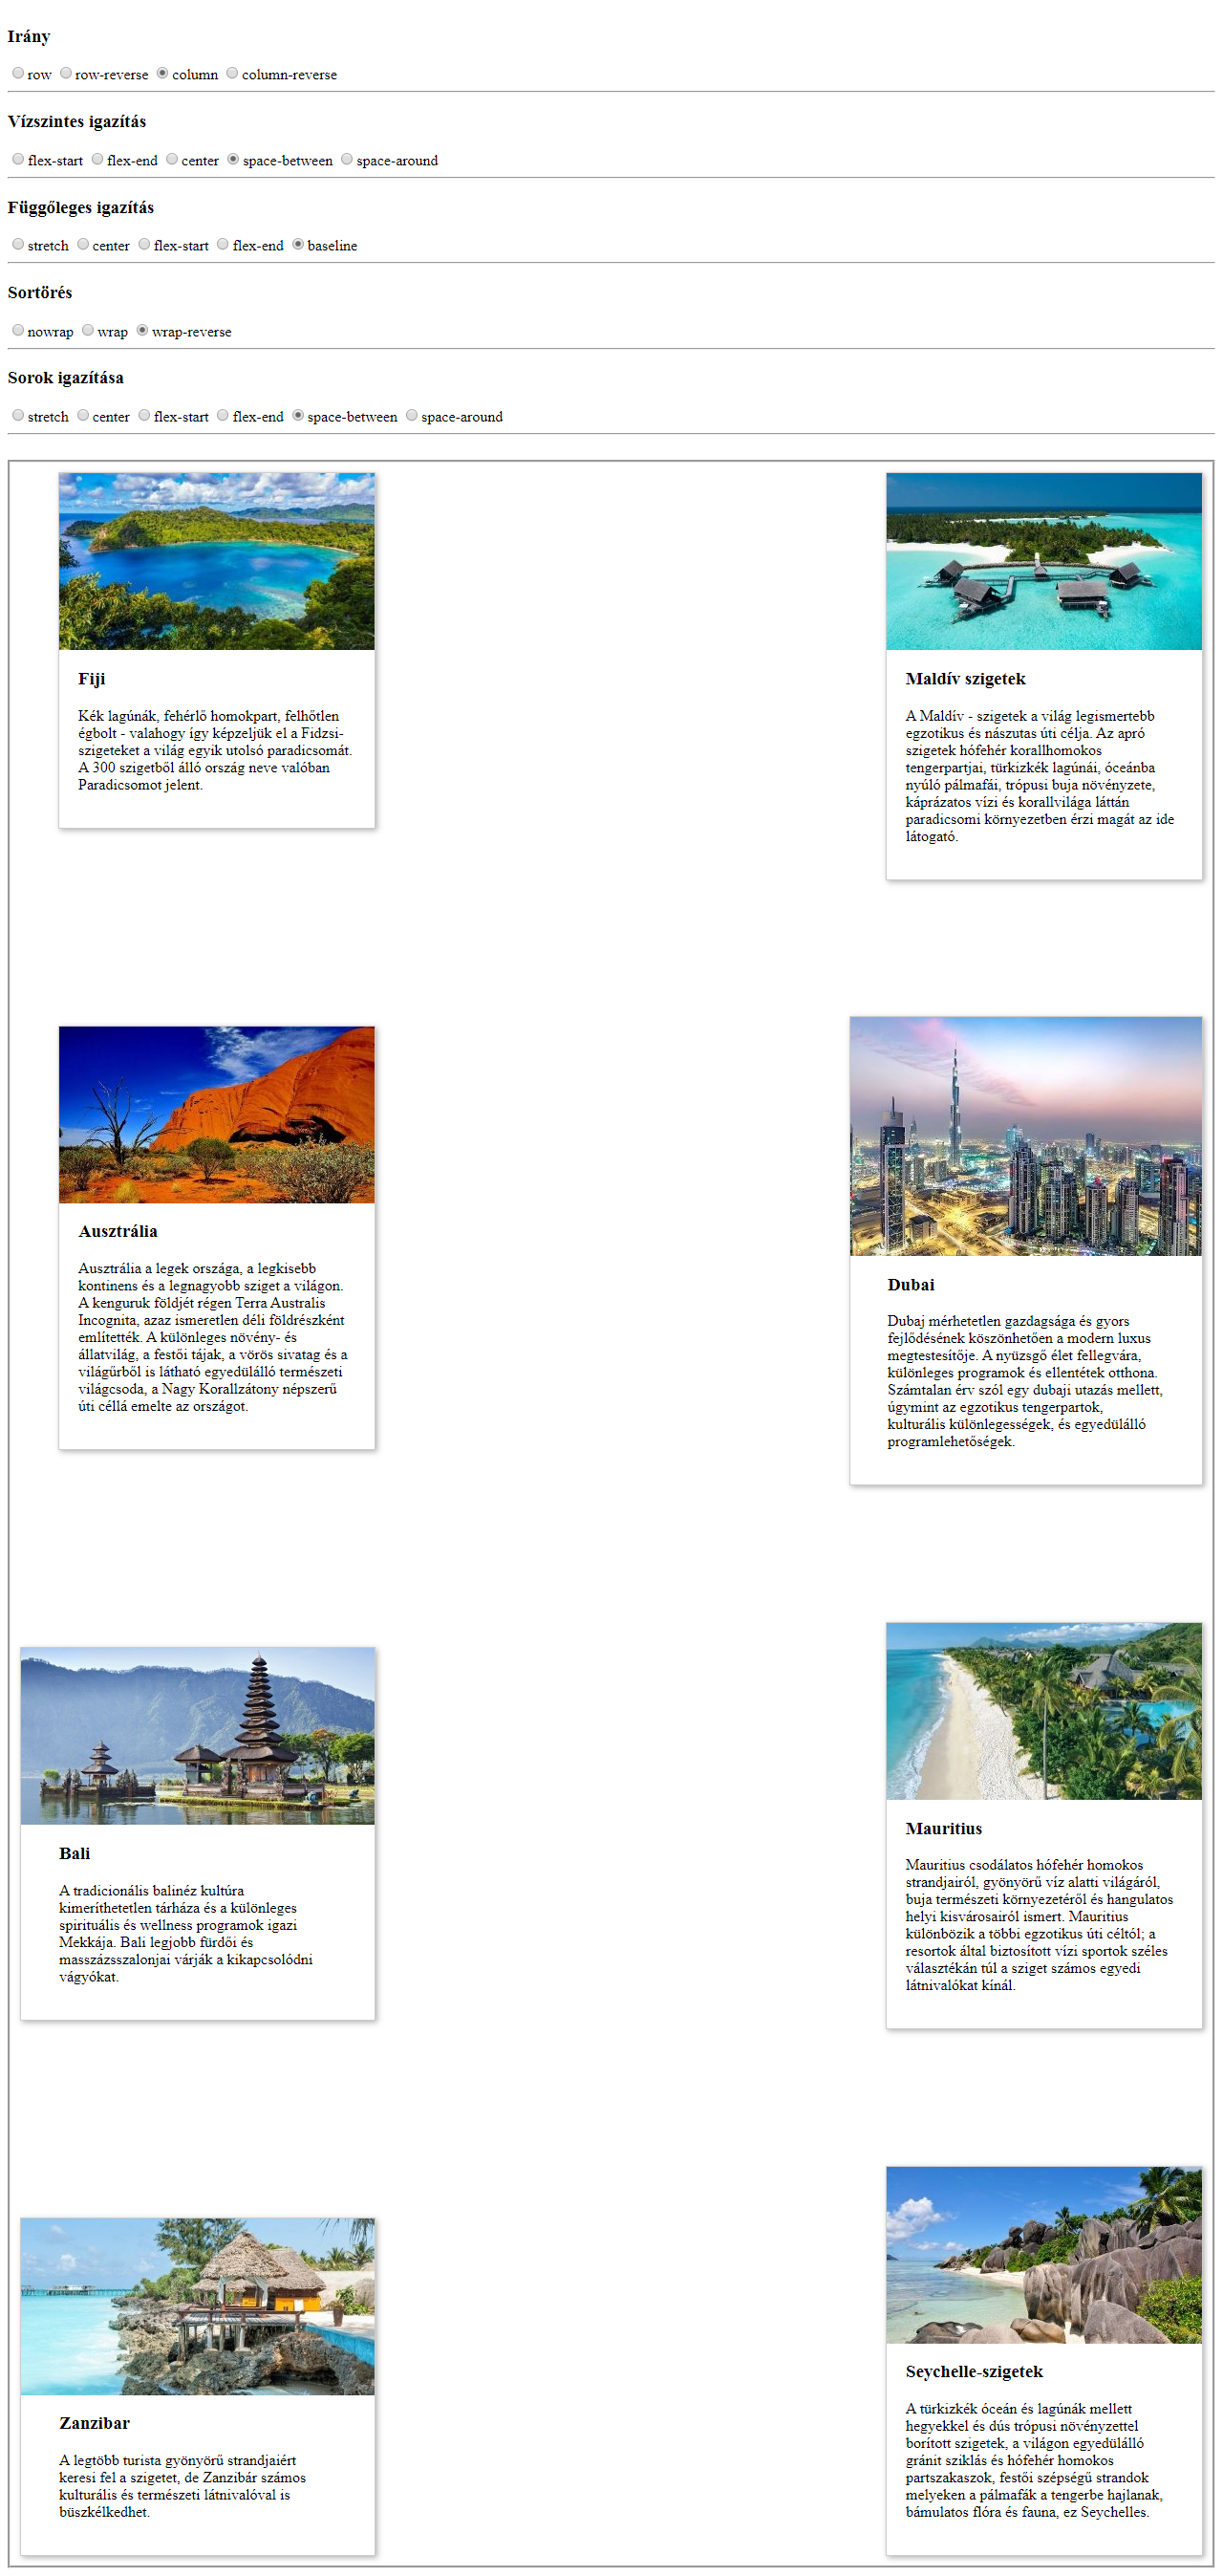 Irány
row row-reverse column column-reverse
Vízszintes igazítás
flex-start flex-end center space-between space-around
Függőleges igazítás
stretch center flex-start flex-end baseline
Sortörés
nowrap wrap wrap-reverse
Sorok igazítása
stretch center flex-start flex-end space-between space-around
Fiji
Kék lagúnák, fehérlő homokpart, felhőtlen
égbolt - valahogy így képzeljük el a Fidzsi-
szigeteket a világ egyik utolsó paradicsomát.
A 300 szigetből álló ország neve valóban
Paradicsomot jelent.
Maldív szigetek
A Maldív - szigetek a világ legismertebb
egzotikus és nászutas úti célja. Az apró
szigetek hófehér korallhomokos
tengerpartjai, türkizkék lagúnái, óceánba
nyúló pálmafái, trópusi buja növényzete,
káprázatos vízi és korallvilága láttán
paradicsomi környezetben érzi magát az ide
látogató.
Ausztrália
Ausztrália a legek országa, a legkisebb
kontinens és a legnagyobb sziget a világon.
A kenguruk földjét régen Terra Australis
Incognita, azaz ismeretlen déli földrészként
említették. A különleges növény- és
állatvilág, a festői tájak, a vörös sivatag és a
világűrből is látható egyedülálló természeti
világcsoda, a Nagy Korallzátony népszerű
úti céllá emelte az országot.
Dubai
Dubaj mérhetetlen gazdagsága és gyors
fejlődésének köszönhetően a modern luxus
megtestesítője. A nyüzsgő élet fellegvára,
különleges programok és ellentétek otthona.
Számtalan érv szól egy dubaji utazás mellett,
úgymint az egzotikus tengerpartok,
kulturális különlegességek, és egyedülálló
programlehetőségek.
Bali
A tradicionális balinéz kultúra
kimeríthetetlen tárháza és a különleges
spirituális és wellness programok igazi
Mekkája. Bali legjobb fürdői és
masszázsszalonjai várják a kikapcsolódni
vágyókat.
Mauritius
Mauritius csodálatos hófehér homokos
strandjairól, gyönyörű víz alatti világáról,
buja természeti környezetéről és hangulatos
helyi kisvárosairól ismert. Mauritius
különbözik a többi egzotikus úti céltól; a
resortok által biztosított vízi sportok széles
választékán túl a sziget számos egyedi
látnivalókat kínál.
Zanzibar
A legtöbb turista gyönyörű strandjaiért
keresi fel a szigetet, de Zanzibár számos
kulturális és természeti látnivalóval is
büszkélkedhet.
Seychelle-szigetek
A türkizkék óceán és lagúnák mellett
hegyekkel és dús trópusi növényzettel
borított szigetek, a világon egyedülálló
gránit sziklás és hófehér homokos
partszakaszok, festői szépségű strandok
melyeken a pálmafák a tengerbe hajlanak,
bámulatos flóra és fauna, ez Seychelles.